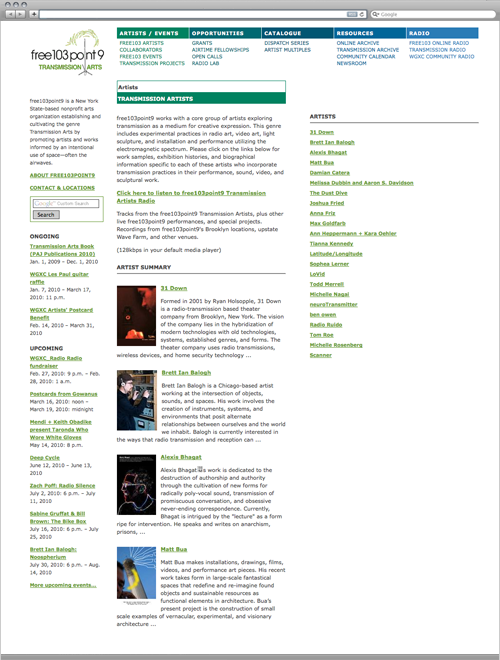 Google
free103point9
TRANSMISSION ARTS
ARTISTS / EVENTS
FREE103 ARTISTS
COLLABORATORS
FREE103 EVENTS
TRANSMISSION PROJECTS
OPPORTUNITIES
GRANTS
AIRTIME FELLOWSHIPS
OPEN CALLS
RADIO LAB
CATALOGUE
DISPATCH SERIES
ARTIST MULTIPLES
RESOURCES
ONLINE ARCHIVE
TRANSMISSION ARCHIVE
COMMUNITY CALENDAR
NEWSROOM
RADIO
FREE103 ONLINE RADIO
TRANSMISSION RADIO
WGXC COMMUNITY RADIO
free103point9 is a New York
State-based nonprofit arts
organization establishing and
cultivating the genre
Transmission Arts by
promoting artists and works
informed by an intentional
use of space—often the
airwaves.
ABOUT FREE103POINT9
CONTACT & LOCATIONS
Google Custom Search
Search
ONGOING
Transmission Arts Book
(PAJ Publications 2010)
Jan. 1, 2009 – Dec. 1, 2010
WGXC Les Paul guitar
raffle
Jan. 7, 2010 – March 17,
2010: 11 p.m.
WGXC Artists' Postcard
Benefit
Feb. 14, 2010 – March 31,
2010
UPCOMING
WGXC_Radio Radio
fundraiser
Feb. 27, 2010: 9 p.m. – Feb.
28, 2010: 1 a.m.
Postcards from Gowanus
March 16, 2010: noon –
March 19, 2010: midnight
Mendi + Keith Obadike
present Taronda Who
Wore White Gloves
May 14, 2010: 8 p.m.
Deep Cycle
June 12, 2010 – June 13,
2010
Zach Poff: Radio Silence
July 2, 2010: 6 p.m. – July
11, 2010
Sabine Gruffat & Bill
Brown: The Bike Box
July 16, 2010: 6 p.m. – July
25, 2010
Brett Ian Balogh:
Noospherium
July 30, 2010: 6 p.m. – Aug.
14, 2010
More upcoming events...
Artists
TRANSMISSION ARTISTS
free103point9 works with a core group of artists exploring
transmission as a medium for creative expression. This genre
includes experimental practices in radio art, video art, light
sculpture, and installation and performance utilizing the
electromagnetic spectrum. Please click on the links below for
work samples, exhibition histories, and biographical
information specific to each of these artists who incorporate
transmission practices in their performance, sound, video, and
sculptural work.
Click here to listen to free103point9 Transmission
Artists Radio
Tracks from the free103point9 Transmission Artists, plus other
live free103point9 performances, and special projects.
Recordings from free103point9's Brooklyn locations, upstate
Wave Farm, and other venues.
(128kbps in your default media player)
ARTIST SUMMARY
31 Down
Formed in 2001 by Ryan Holsopple, 31 Down
is a radio-transmission based theater
company from Brooklyn, New York. The vision
of the company lies in the hybridization of
modern technologies with old technologies,
systems, established genres, and forms. The
theater company uses radio transmissions,
wireless devices, and home security technology ...
Brett Ian Balogh
Brett Ian Balogh is a Chicago-based artist
working at the intersection of objects,
sounds, and spaces. His work involves the
creation of instruments, systems, and
environments that posit alternate
relationships between ourselves and the world
we inhabit. Balogh is currently interested in
the ways that radio transmission and reception can ...
Alexis Bhagat
Alexis Bhagat s work is dedicated to the
destruction of authorship and authority
through the cultivation of new forms for
radically poly-vocal sound, transmission of
promiscuous conversation, and obsessive
never-ending correspondence. Currently,
Bhagat is intrigued by the "lecture" as a form
ripe for intervention. He speaks and writes on anarchism,
prisons, ...
Matt Bua
Matt Bua makes installations, drawings, films,
videos, and performance art pieces. His recent
work takes form in large-scale fantastical
spaces that redefine and re-imagine found
objects and sustainable resources as
functional elements in architecture. Bua's
present project is the construction of small
scale examples of vernacular, experimental, and visionary
architecture ...
ARTISTS
31 Down
Brett Ian Balogh
Alexis Bhagat
Matt Bua
Damian Catera
Melissa Dubbin and Aaron S. Davidson
The Dust Dive
Joshua Fried
Anna Friz
Max Goldfarb
Ann Heppermann + Kara Oehler
Tianna Kennedy
Latitude/Longitude
Sophea Lerner
LoVid
Todd Merrell
Michelle Nagai
neuroTransmitter
ben owen
Radio Ruido
Tom Roe
Michelle Rosenberg
Scanner